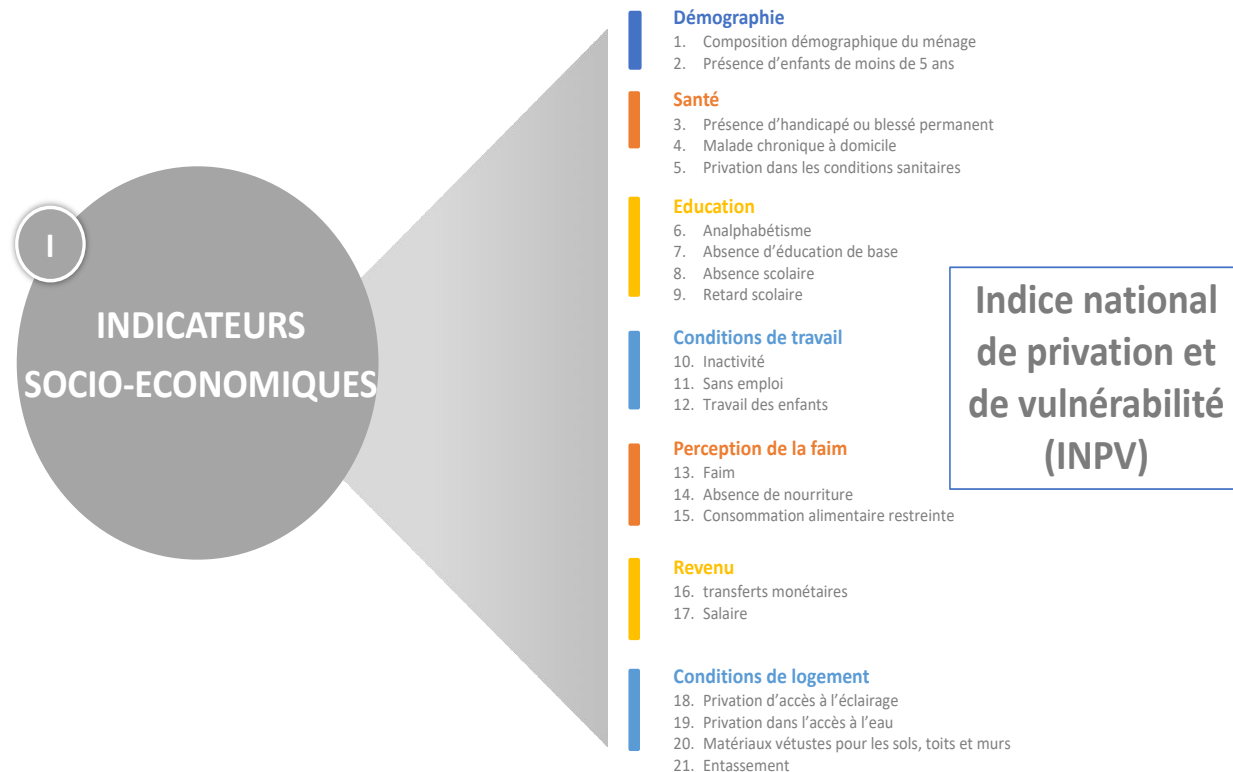 I
INDICATEURS
SOCIO-ECONOMIQUES
Démographie
1. Composition démographique du ménage
2. Présence d'enfants de moins de 5 ans
Santé
3. Présence d'handicapé ou blessé permanent
4. Malade chronique à domicile
5. Privation dans les conditions sanitaires
Education
6. Analphabétisme
7. Absence d'éducation de base
8. Absence scolaire
9. Retard scolaire
Conditions de travail
10. Inactivité
11. Sans emploi
12. Travail des enfants
Perception de la faim
13. Faim
14. Absence de nourriture
15. Consommation alimentaire restreinte
Revenu
16. transferts monétaires
17. Salaire
Conditions de logement
18. Privation d'accès à l'éclairage
19. Privation dans l'accès à l'eau
20. Matériaux vétustes pour les sols, toits et murs
21. Entassement
Indice national
de privation et
de vulnérabilité
(INPV)